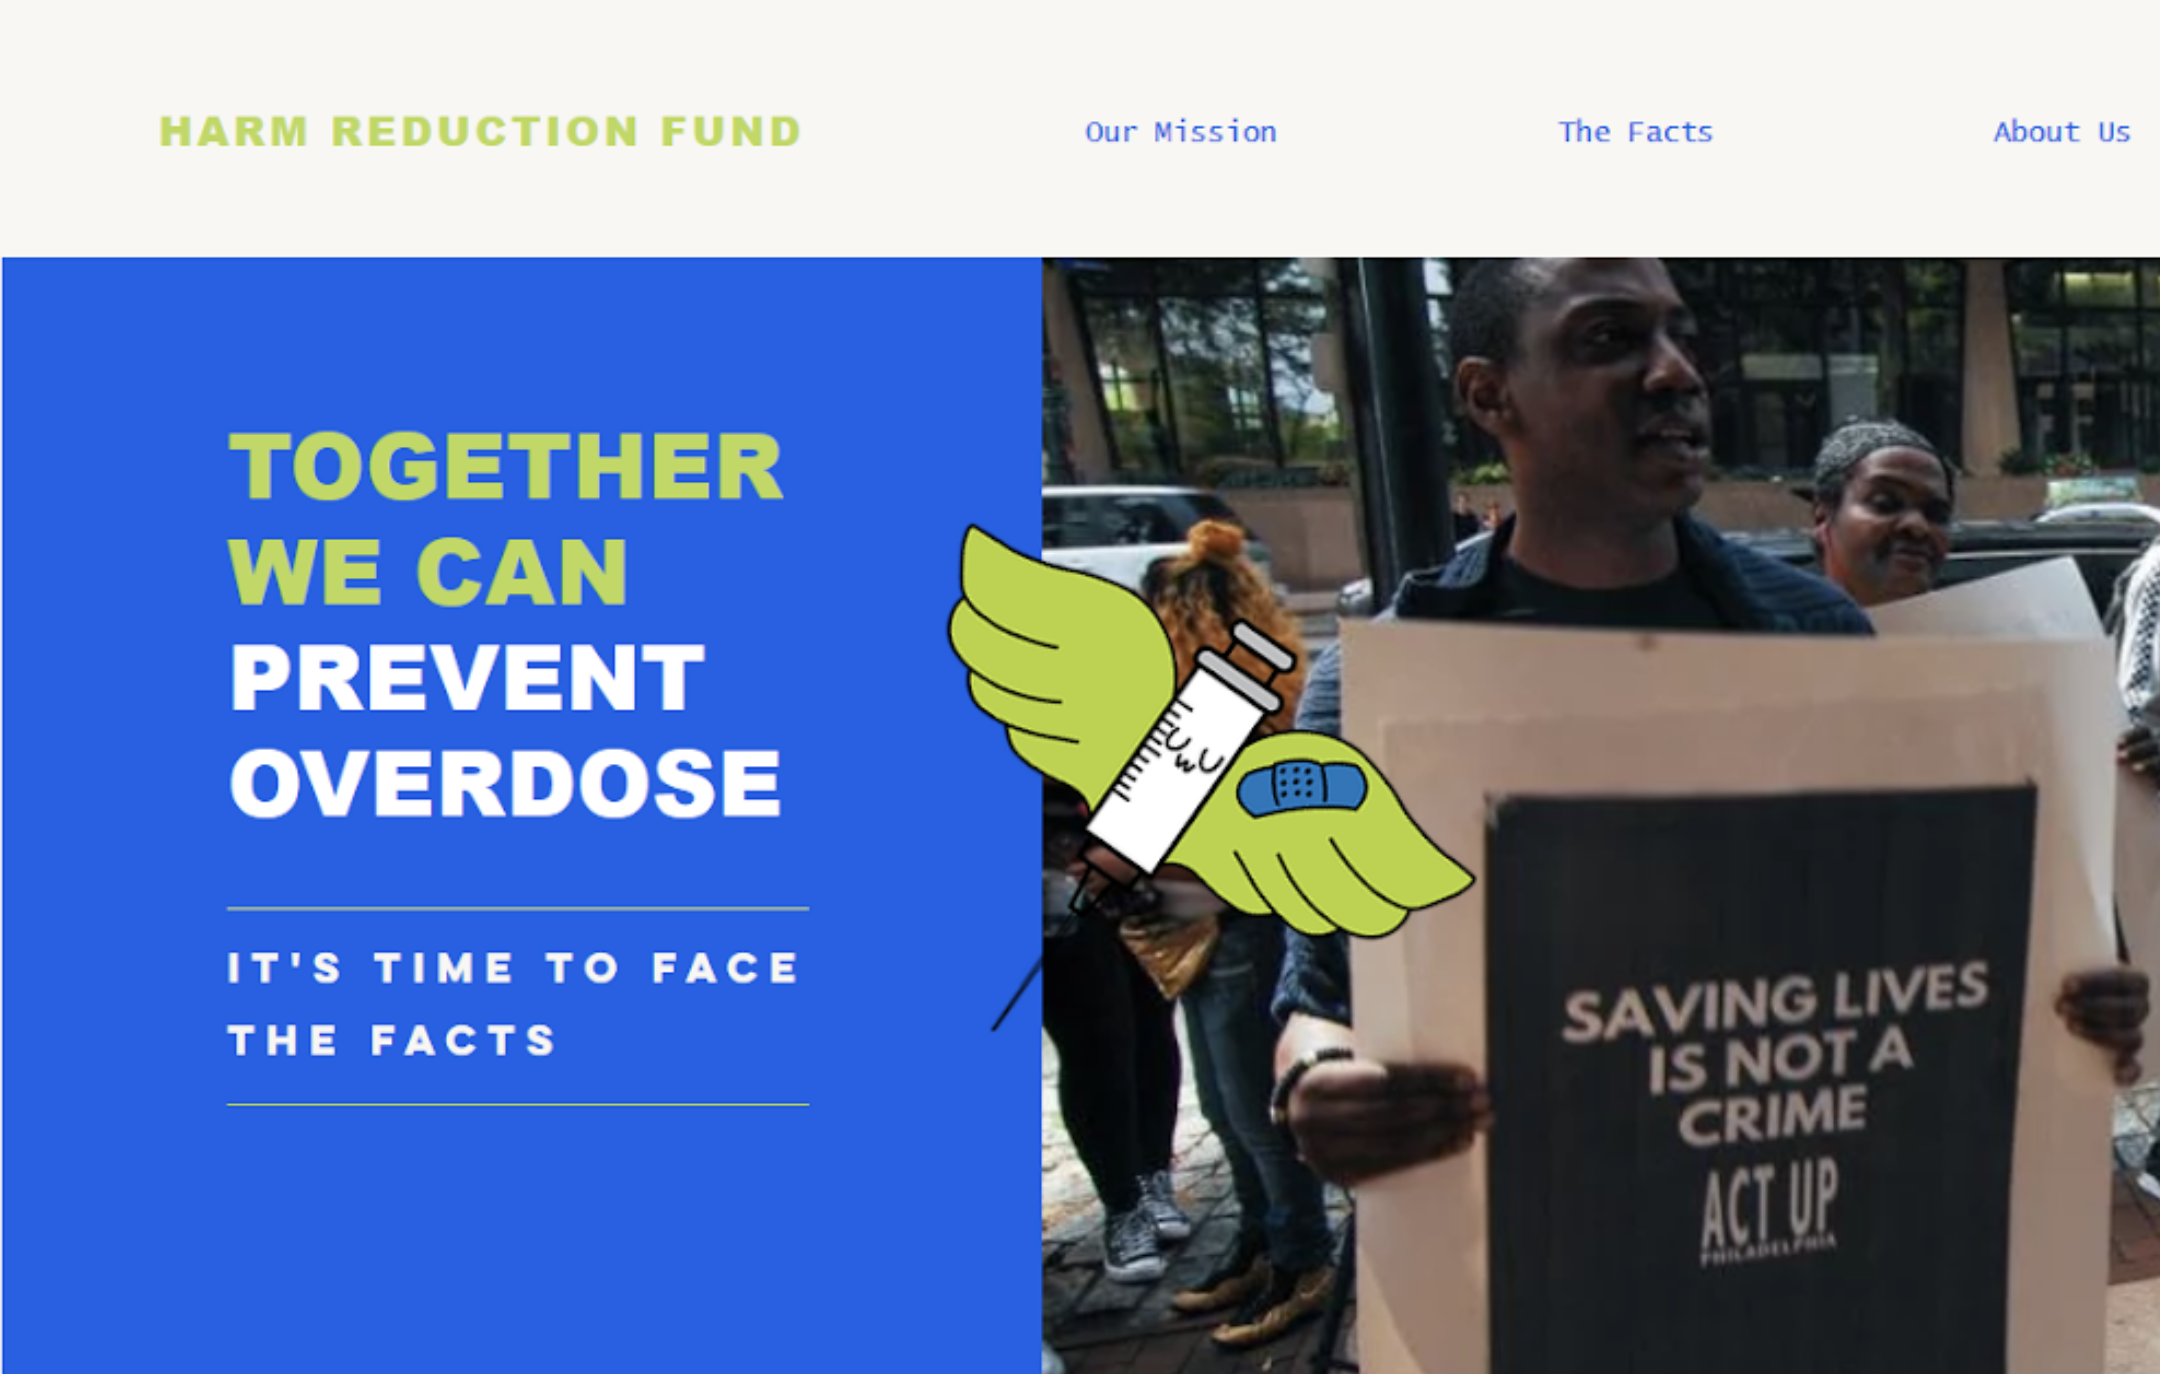 HARM REDUCTION FUND
Our Mission
The Facts
About Us
TOGETHER
WE CAN
PREVENT
OVERDOSE
IT'S TIME TO FACE
THE FACTS
UwU
SAVING LIVES
IS NOT A
CRIME
ACT UP
PHILADELPHIA